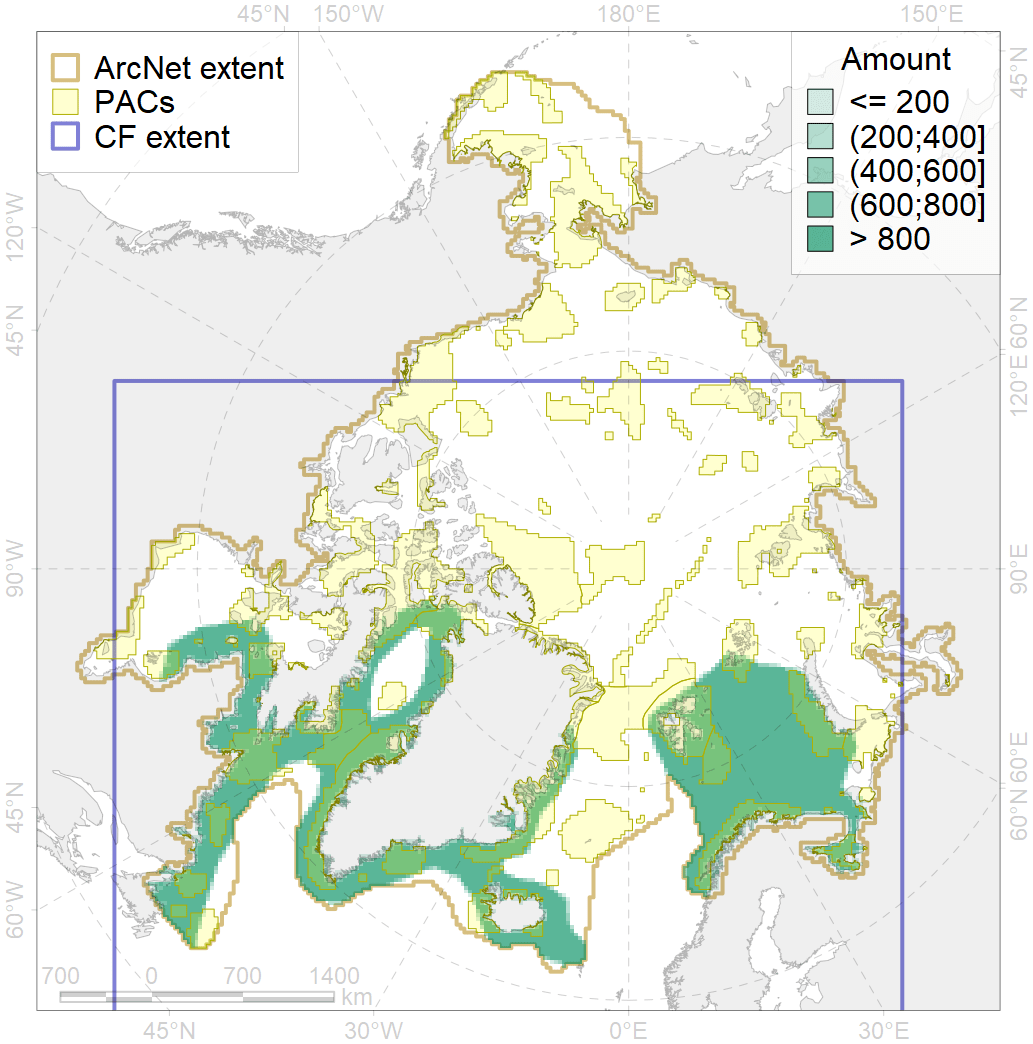 45°N 150°W 180°E 150°E
ArcNet extent
PACs
CF extent
Amount
<= 200
(200;400]
(400;600]
(600;800]
> 800
45°N
120°W
45°N
90°W
45°N
60°W
60°N
120°E
90°E
60°E
60°N
700 0 700 1400
km
45°N 30°W 0°E 30°E